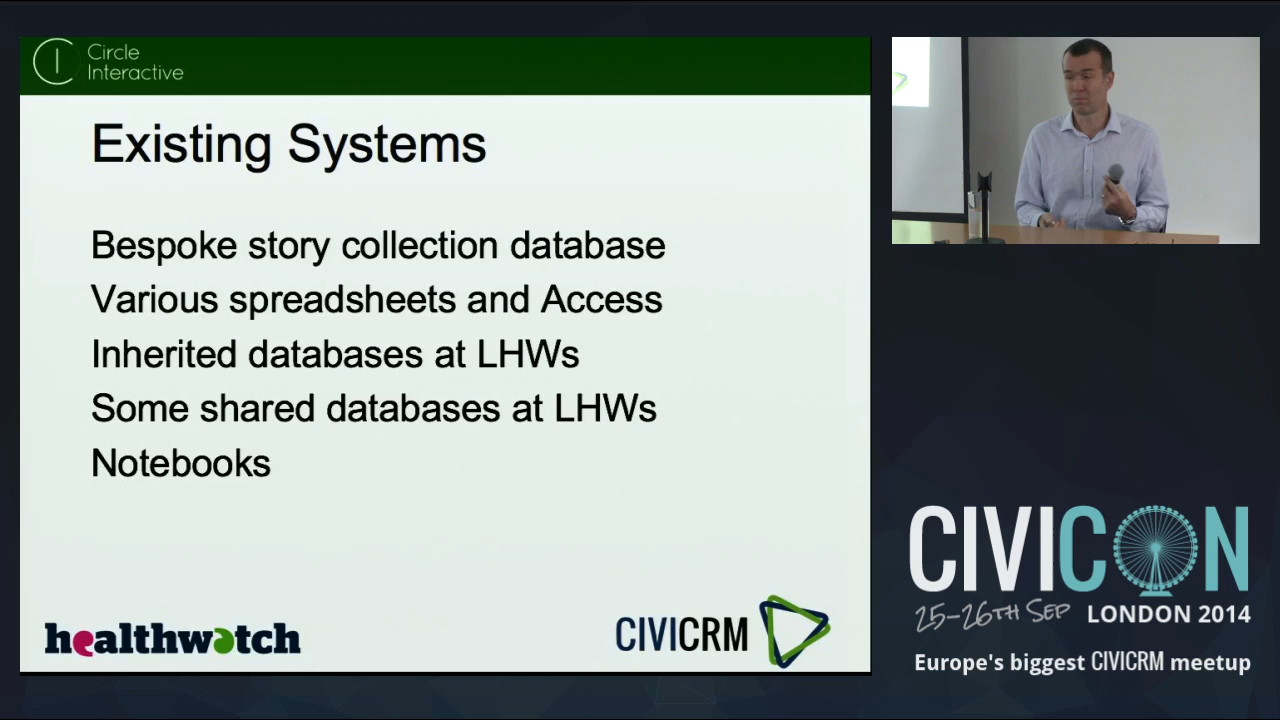 Circle
Interactive
Existing Systems
Bespoke story collection database
Various spreadsheets and Access
Inherited databases at LHWs
Some shared databases at LHWs
Notebooks
healthwatch
CIVICRM
CIVICON
25-26TH SEP LONDON 2014
Europe's biggest CIVICRM meetup